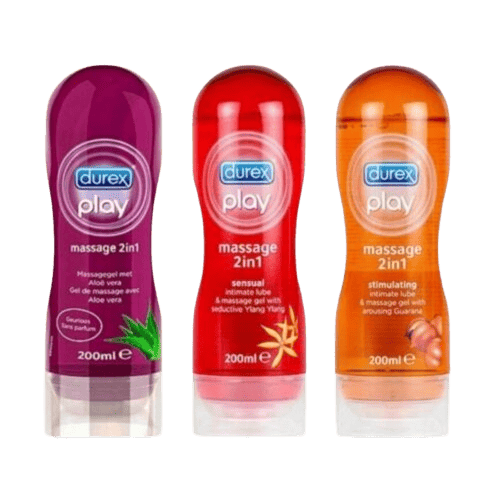 durex
play
massage 2in1
Massagegel met
Aloë vera
Gel de massage avec
Aloe vera
Geurloos
Sans parfum
200ml e
durex
play
massage
2in1
sensual
intimate lube
& massage gel with
seductive Ylang Ylang
200ml e
durex
play
massage
2in1
stimulating
intimate lube
& massage gel with
arousing Guarana
200ml e